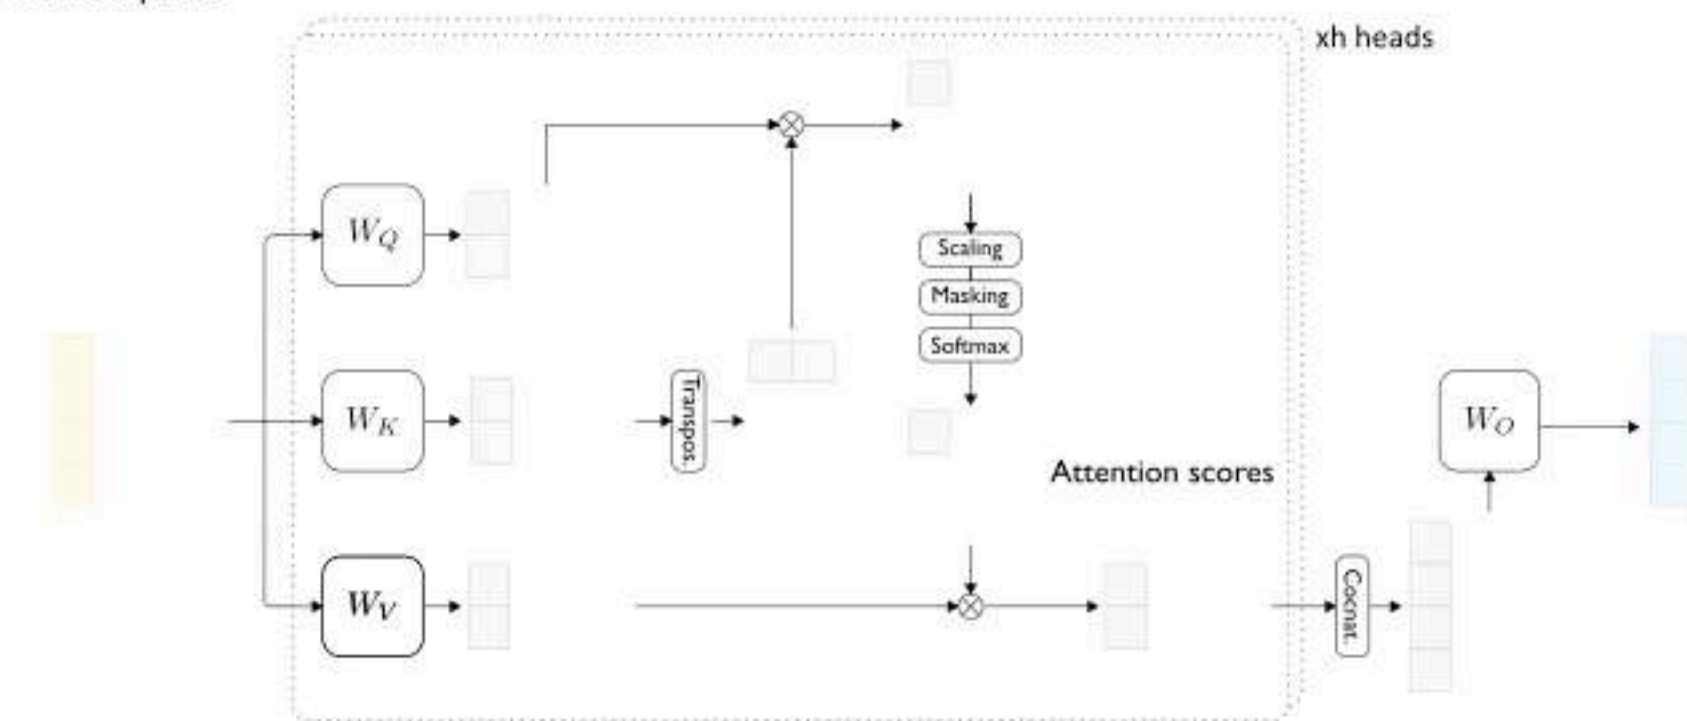 xh heads
W_Q
Scaling
Masking
Softmax
W_K
Transpos.
W_O
Attention scores
W_V
Cocnat.